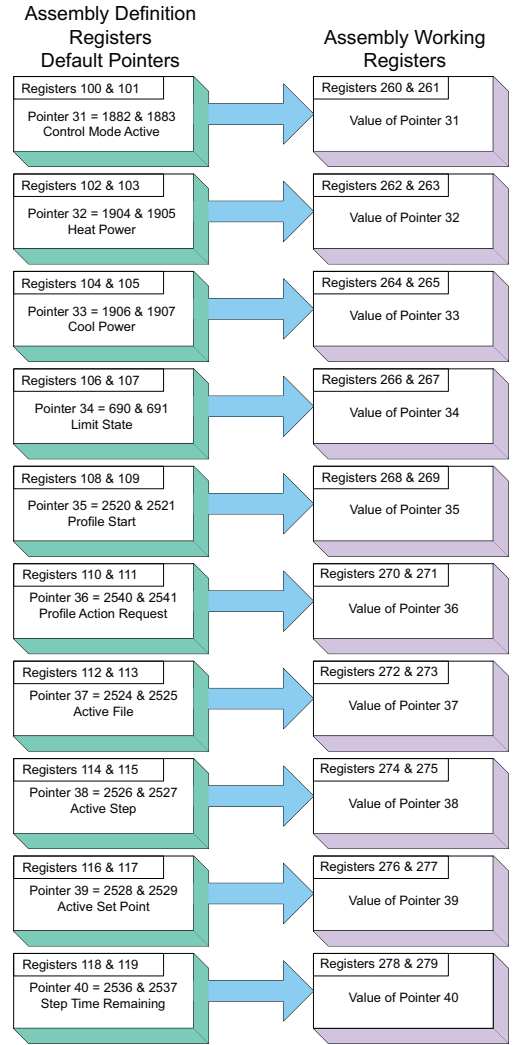 Assembly Definition
Registers
Default Pointers
Assembly Working
Registers
Registers 100 & 101
Pointer 31 = 1882 & 1883
Control Mode Active
Registers 260 & 261
Value of Pointer 31
Registers 102 & 103
Pointer 32 = 1904 & 1905
Heat Power
Registers 262 & 263
Value of Pointer 32
Registers 104 & 105
Pointer 33 = 1906 & 1907
Cool Power
Registers 264 & 265
Value of Pointer 33
Registers 106 & 107
Pointer 34 = 690 & 691
Limit State
Registers 266 & 267
Value of Pointer 34
Registers 108 & 109
Pointer 35 = 2520 & 2521
Profile Start
Registers 268 & 269
Value of Pointer 35
Registers 110 & 111
Pointer 36 = 2540 & 2541
Profile Action Request
Registers 270 & 271
Value of Pointer 36
Registers 112 & 113
Pointer 37 = 2524 & 2525
Active File
Registers 272 & 273
Value of Pointer 37
Registers 114 & 115
Pointer 38 = 2526 & 2527
Active Step
Registers 274 & 275
Value of Pointer 38
Registers 116 & 117
Pointer 39 = 2528 & 2529
Active Set Point
Registers 276 & 277
Value of Pointer 39
Registers 118 & 119
Pointer 40 = 2536 & 2537
Step Time Remaining
Registers 278 & 279
Value of Pointer 40